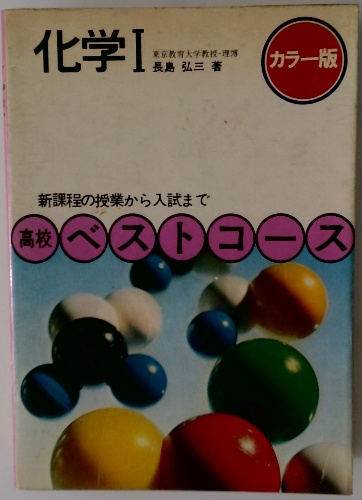 化学I
東京教育大学教授・理博
長島 弘三 著
カラー版
新課程の授業から入試まで
高校ベストコース